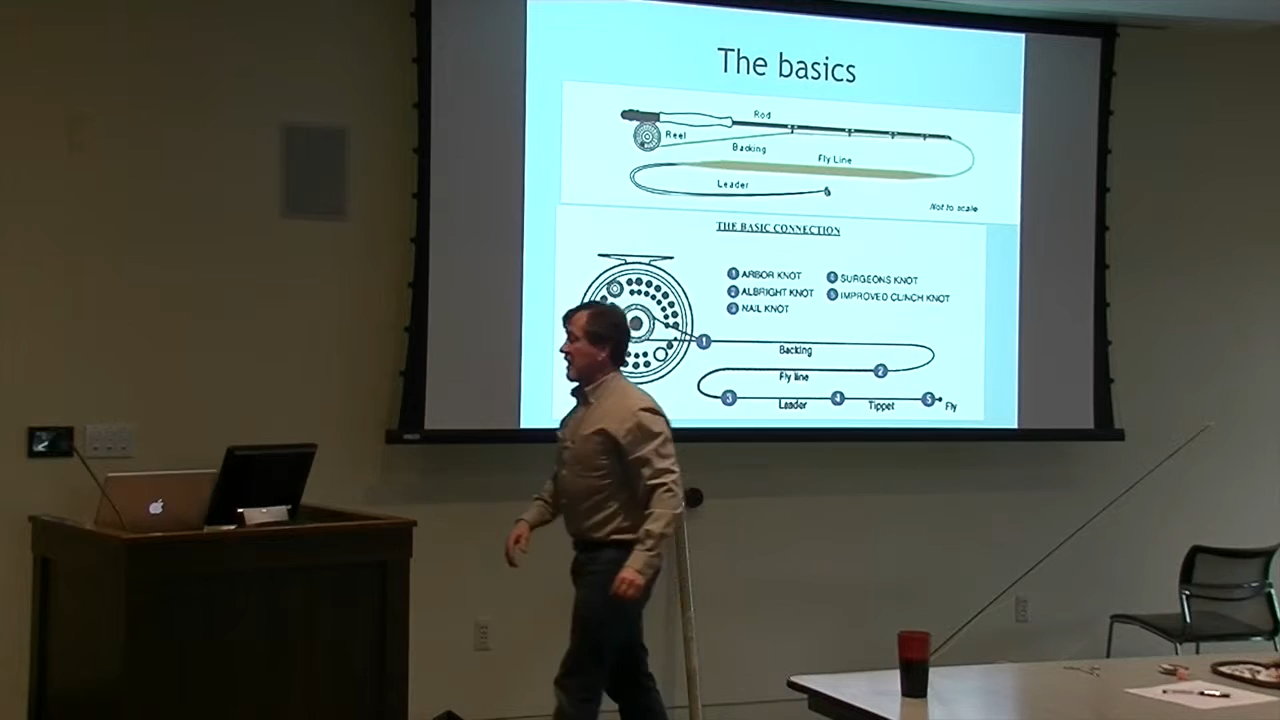 The basics
Rod
Reel
Backing
Fly Line
Leader
Not to scale
THE BASIC CONNECTION
1 ARBOR KNOT
2 ALBRIGHT KNOT
3 NAIL KNOT
4 SURGEONS KNOT
5 IMPROVED CLINCH KNOT
1
Backing
2
Fly line
3
Leader
4
Tippet
5
Fly